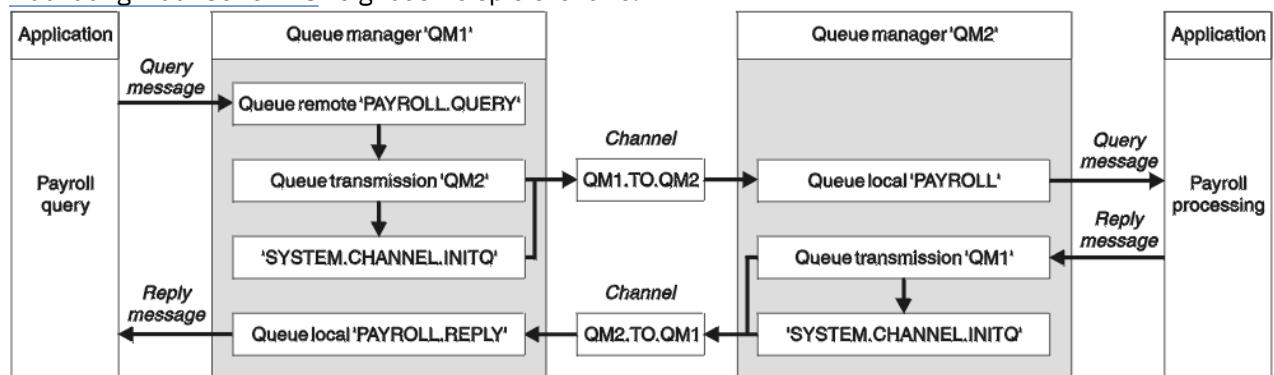 Application
Queue manager 'QM1'
Queue manager 'QM2'
Application
Query
message
Queue remote 'PAYROLL.QUERY'
Channel
Query
message
Payroll
query
Queue transmission 'QM2'
QM1.TO.QM2
Queue local 'PAYROLL'
Payroll
processing
Reply
message
'SYSTEM.CHANNEL.INITQ'
Queue transmission 'QM1'
Reply
message
Channel
Queue local 'PAYROLL.REPLY'
QM2.TO.QM1
'SYSTEM.CHANNEL.INITQ'